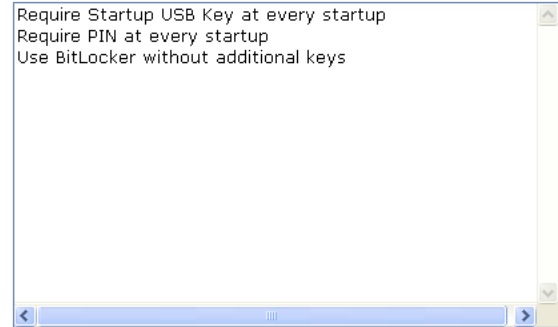 Require Startup USB Key at every startup
Require PIN at every startup
Use BitLocker without additional keys